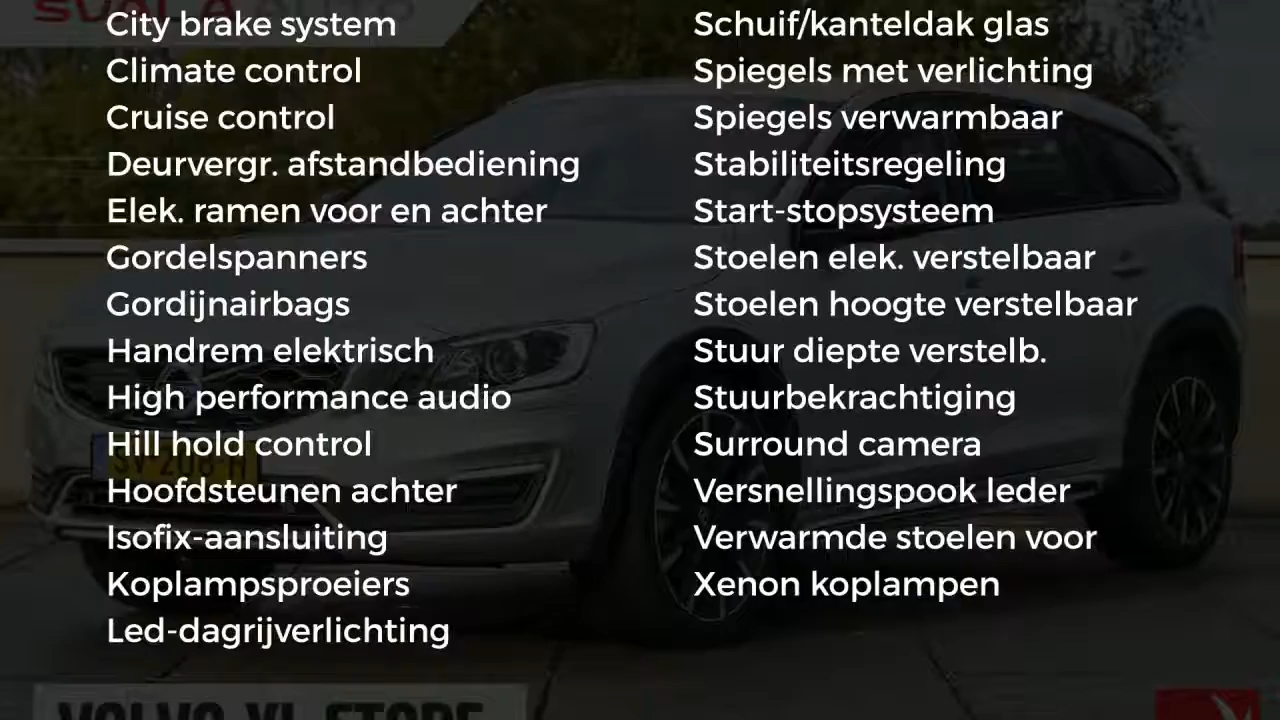 City brake system
Climate control
Cruise control
Deurvergr. afstandbediening
Elek. ramen voor en achter
Gordelspanners
Gordijnairbags
Handrem elektrisch
High performance audio
Hill hold control
Hoofdsteunen achter
Isofix-aansluiting
Koplampsproeiers
Led-dagrijverlichting
Schuif/kanteldak glas
Spiegels met verlichting
Spiegels verwarmbaar
Stabiliteitsregeling
Start-stopsysteem
Stoelen elek. verstelbaar
Stoelen hoogte verstelbaar
Stuur diepte verstelb.
Stuurbekrachtiging
Surround camera
Versnellingspook leder
Verwarmde stoelen voor
Xenon koplampen
VOLVO XL STORE